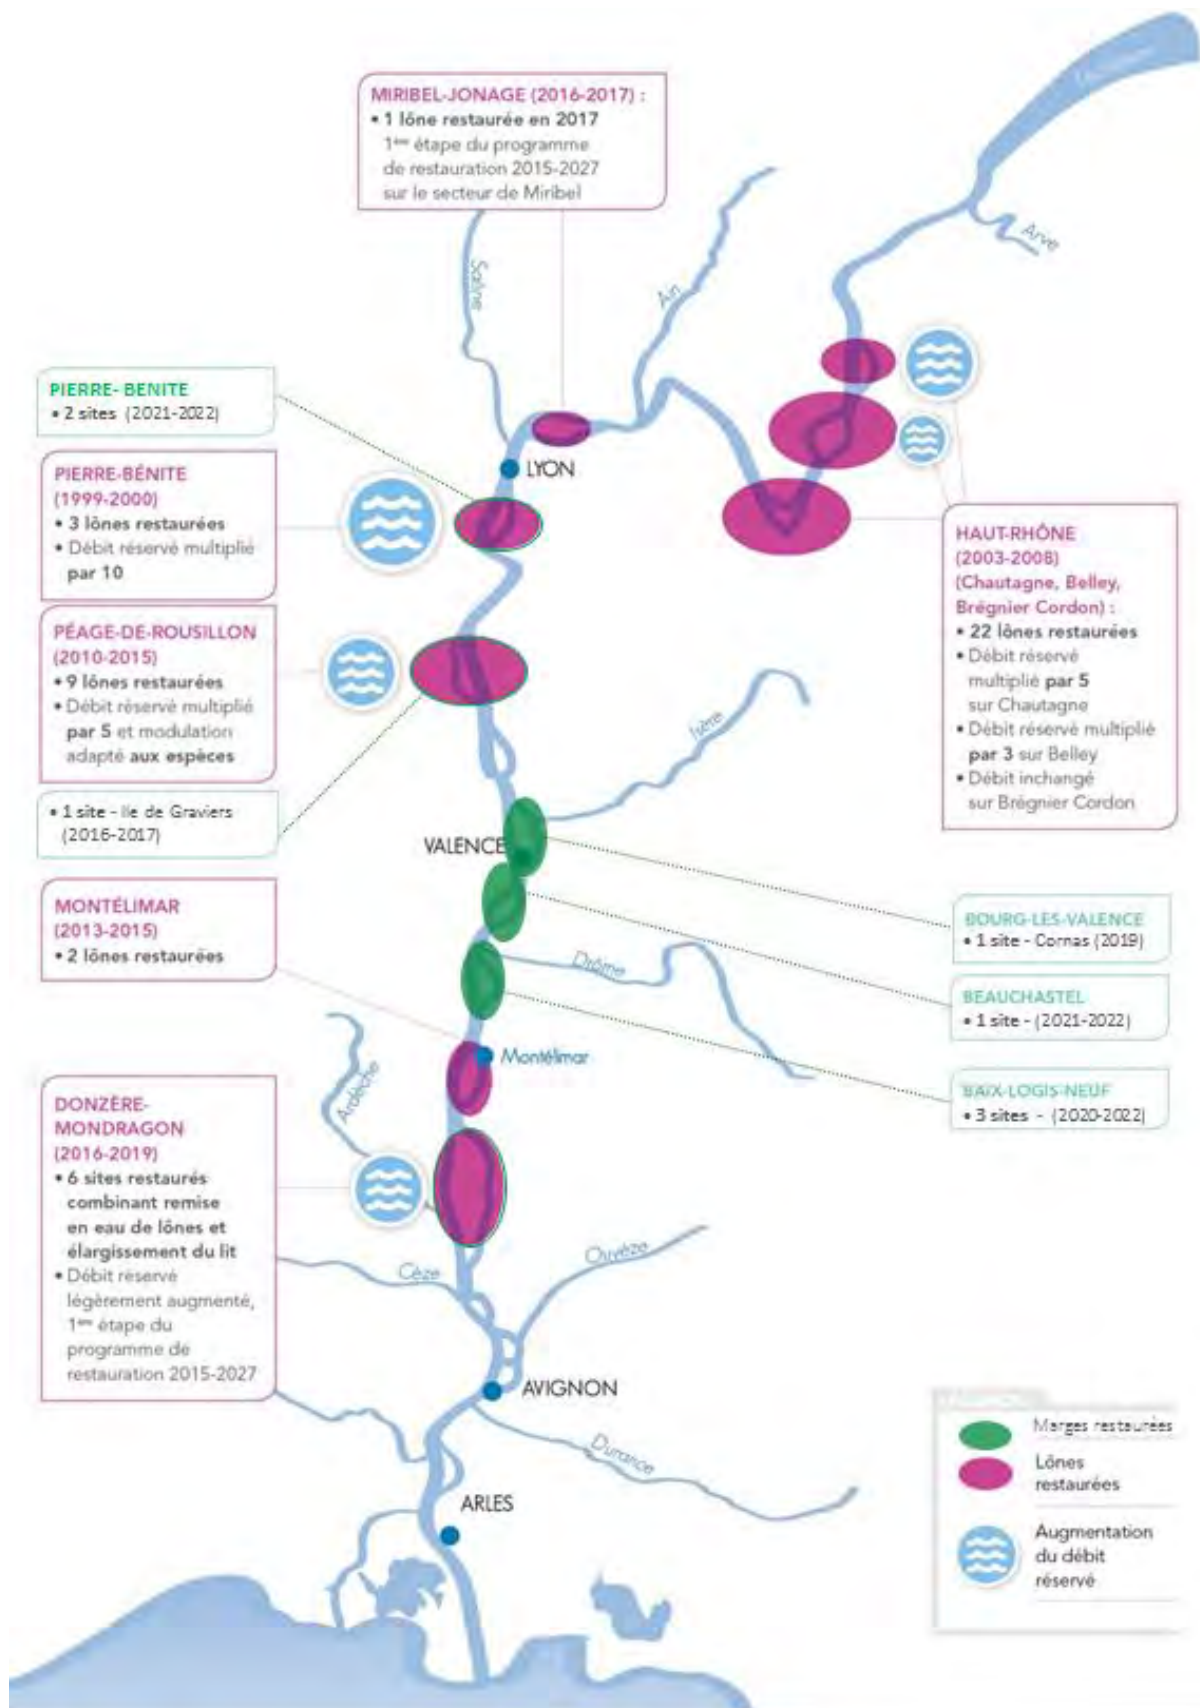 MIRIBEL-JONAGE (2016-2017) :
• 1 lône restaurée en 2017
1ère étape du programme
de restauration 2015-2027
sur le secteur de Miribel
Arve
Saône
Ain
PIERRE- BENITE
• 2 sites (2021-2022)
LYON
PIERRE-BÉNITE
(1999-2000)
• 3 lônes restaurées
• Débit réservé multiplié
par 10
HAUT-RHÔNE
(2003-2008)
(Chautagne, Belley,
Brégnier Cordon) :
• 22 lônes restaurées
• Débit réservé
multiplié par 5
sur Chautagne
• Débit réservé multiplié
par 3 sur Belley
• Débit inchangé
sur Brégnier Cordon
PÉAGE-DE-ROUSILLON
(2010-2015)
• 9 lônes restaurées
• Débit réservé multiplié
par 5 et modulation
adapté aux espèces
Isère
• 1 site - Ile de Graviers
(2016-2017)
VALENCE
MONTÉLIMAR
(2013-2015)
• 2 lônes restaurées
BOURG-LES-VALENCE
• 1 site - Cornas (2019)
Drôme
BEAUCHASTEL
• 1 site - (2021-2022)
Montélimar
BAIX-LOGIS-NEUF
• 3 sites - (2020-2022)
Ardèche
DONZÈRE-
MONDRAGON
(2016-2019)
• 6 sites restaurés
combinant remise
en eau de lônes et
élargissement du lit
• Débit réservé
légèrement augmenté,
1ère étape du
programme de
restauration 2015-2027
Cèze
Ouvèze
AVIGNON
Durance
ARLES
Marges restaurées
Lônes
restaurées
Augmentation
du débit
réservé